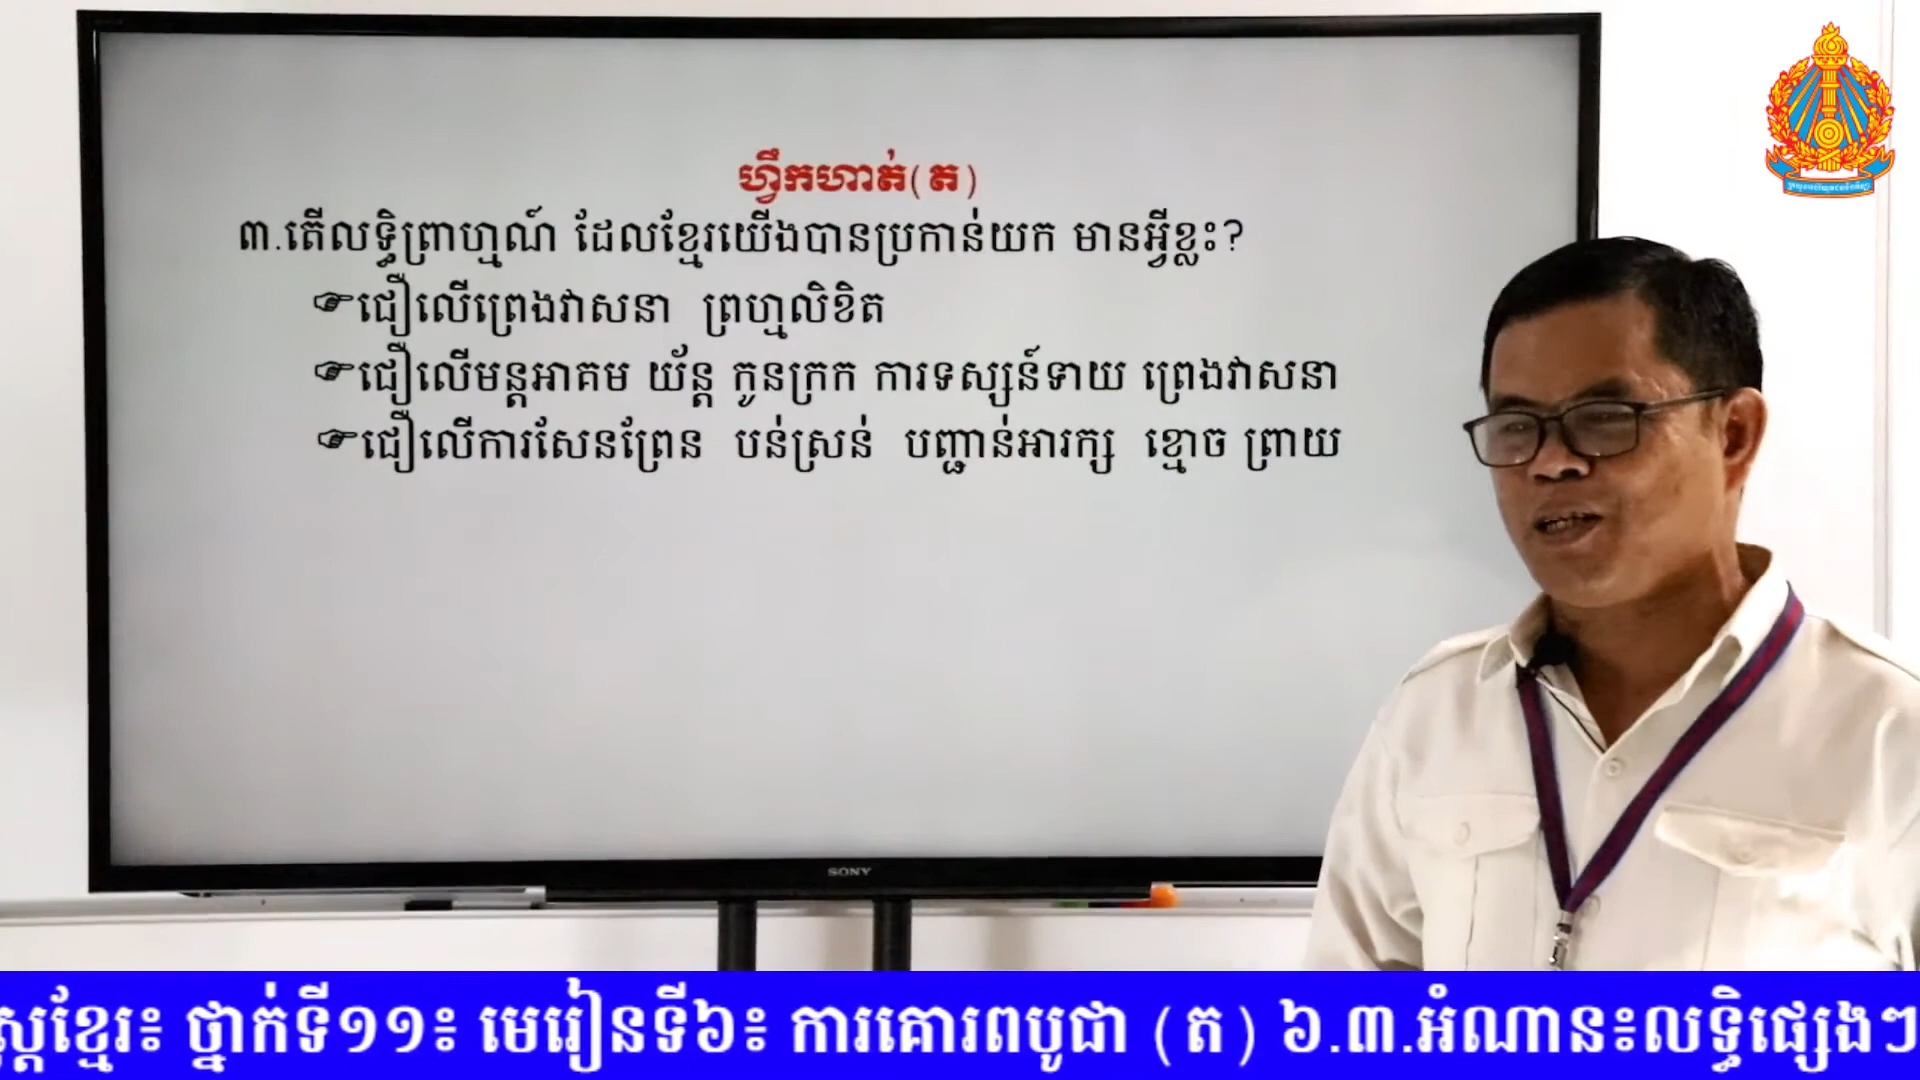 ហ្វឹកហាត់(ត)
៣.តើលទ្ធិព្រាហ្មណ៍ ដែលខ្មែរយើងបានប្រកាន់យក មានអ្វីខ្លះ?
☞ជឿលើព្រេងវាសនា ព្រហ្មលិខិត
☞ជឿលើមន្តអាគម យ័ន្ត កូនក្រក ការទស្សន៍ទាយ ព្រេងវាសនា
☞ជឿលើការសែនព្រែន បន់ស្រន់ បញ្ជាន់អារក្ស ខ្មោច ព្រាយ
SONY
ស្តខ្មែរ៖ ថ្នាក់ទី១១៖ មេរៀនទី៦៖ ការគោរពបូជា (ត) ៦.៣.អំណាន៖លទ្ធិផ្សេងៗ